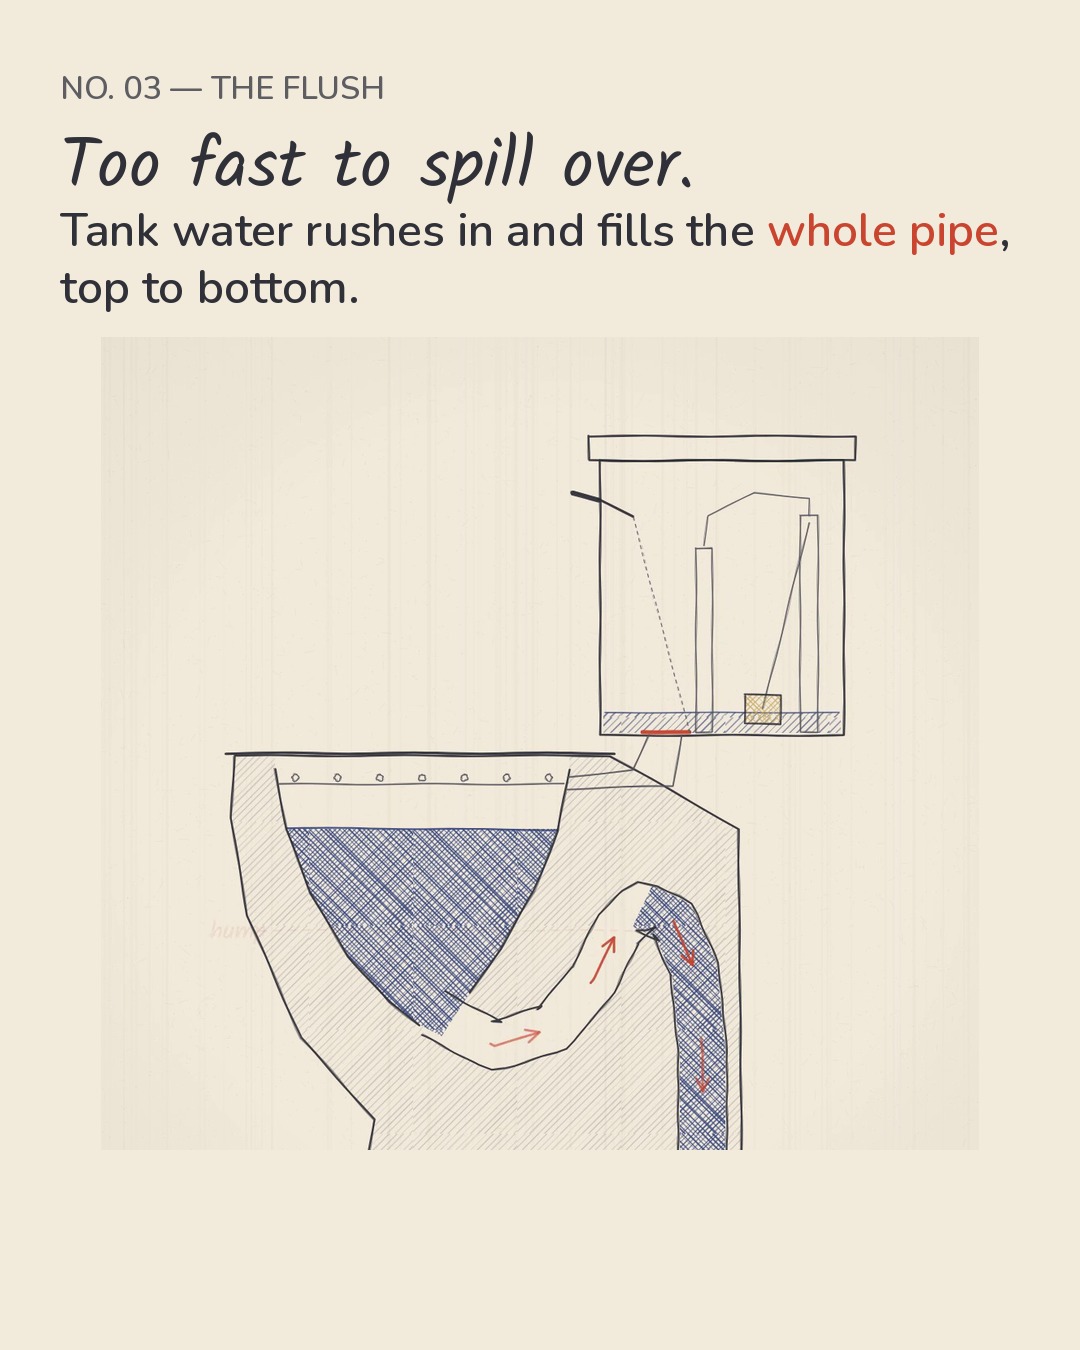 NO. 03 — THE FLUSH
Too fast to spill over.
Tank water rushes in and fills the whole pipe,
top to bottom.
hump